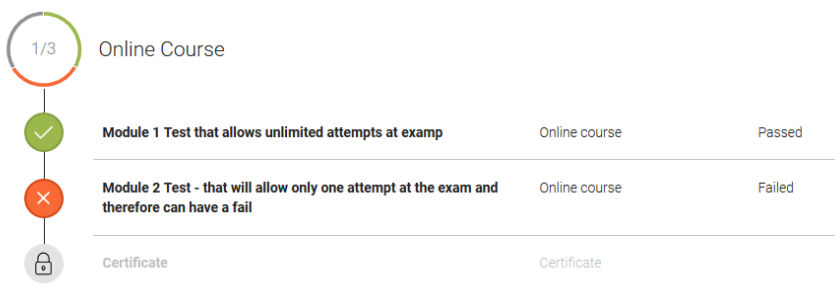 1/3
Online Course
Module 1 Test that allows unlimited attempts at examp
Online course
Passed
Module 2 Test - that will allow only one attempt at the exam and
therefore can have a fail
Online course
Failed
Certificate
Certificate